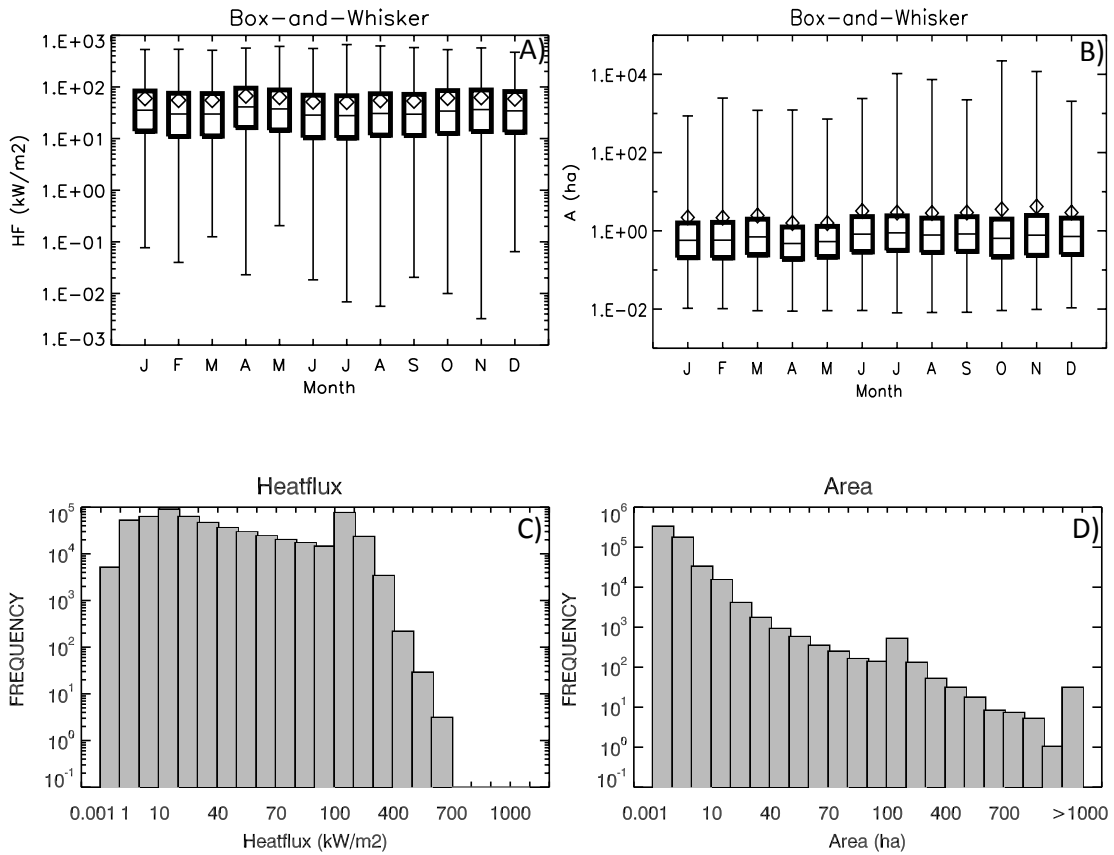 Box-and-Whisker
A)
1.E+03
1.E+02
1.E+01
1.E+00
1.E-01
1.E-02
1.E-03
HF (kW/m2)
J F M A M J J A S O N D
Month
Box-and-Whisker
B)
1.E+04
1.E+02
1.E+00
1.E-02
A (ha)
J F M A M J J A S O N D
Month
Heatflux
C)
10^5
10^4
10^3
10^2
10^1
10^0
10^-1
FREQUENCY
0.001 1 10 40 70 100 400 700 1000
Heatflux (kW/m2)
Area
D)
10^6
10^5
10^4
10^3
10^2
10^1
10^0
10^-1
FREQUENCY
0.001 10 40 70 100 400 700 >1000
Area (ha)